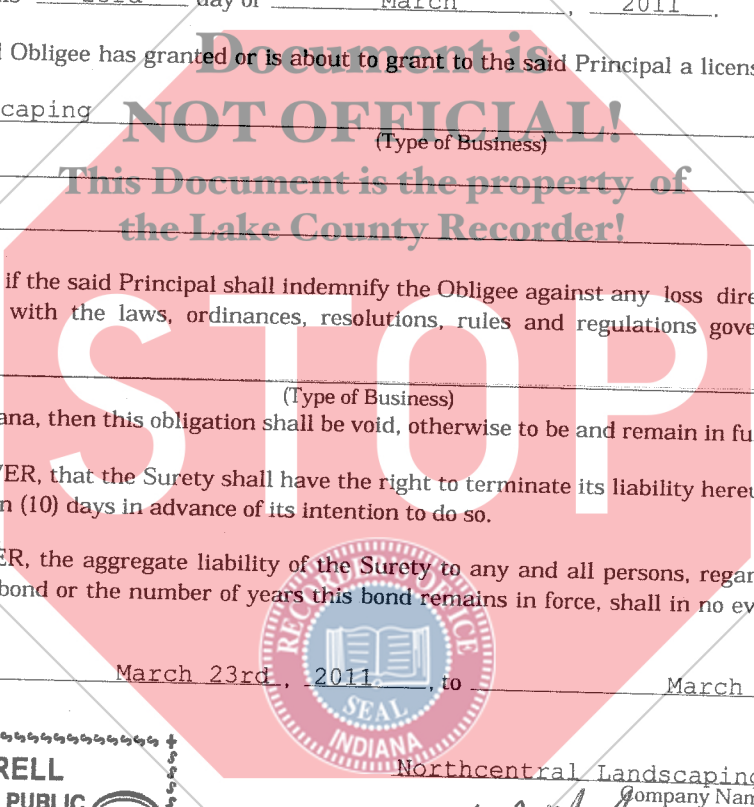 day of March , 2011 .
Document is
Obligee has granted or is about to grant to the said Principal a licens
caping NOT OFFICIAL!
(Type of Business)
This Document is the property of
the Lake County Recorder!
if the said Principal shall indemnify the Obligee against any loss dire
with the laws, ordinances, resolutions, rules and regulations gove
STOP
(Type of Business)
ana, then this obligation shall be void, otherwise to be and remain in fu
VER, that the Surety shall have the right to terminate its liability hereu
n (10) days in advance of its intention to do so.
ER, the aggregate liability of the Surety to any and all persons, regar
bond or the number of years this bond remains in force, shall in no ev
RECORDER'S OFFICE
March 23rd , 2011 , to March
SEAL
INDIANA
RELL
PUBLIC
Northcentral Landscaping
Company Nam